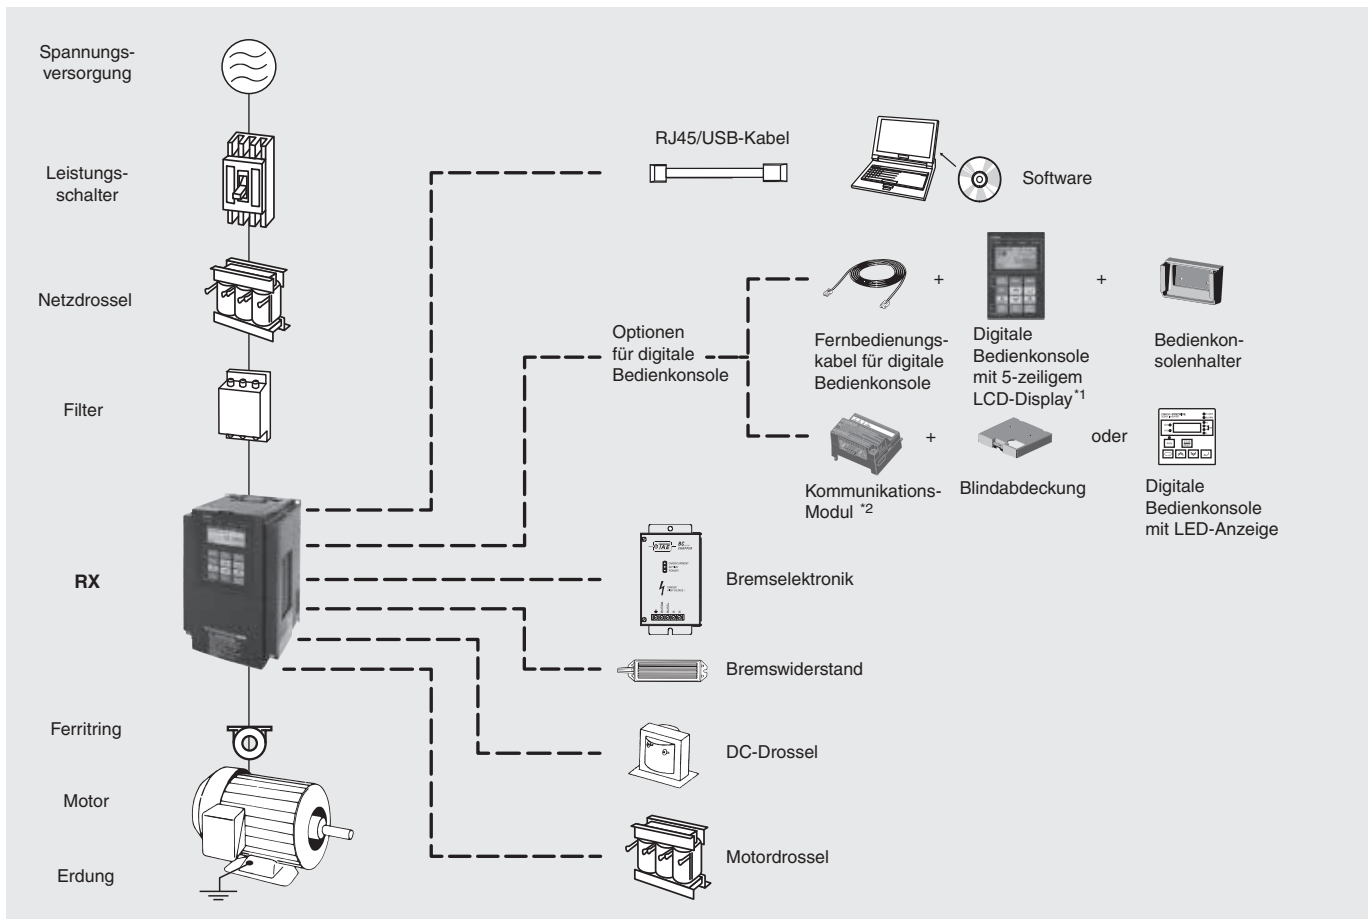 Spannungs-
versorgung
Leistungs-
schalter
Netzdrossel
Filter
RX
Ferritring
Motor
Erdung
RJ45/USB-Kabel
Software
Optionen
für digitale
Bedienkonsole
+
+
Fernbedienungs-
kabel für digitale
Bedienkonsole
Digitale
Bedienkonsole
mit 5-zeiligem
LCD-Display*1
Bedienkon-
solenhalter
+
oder
Kommunikations-
Modul *2
Blindabdeckung
Digitale
Bedienkonsole
mit LED-Anzeige
Bremselektronik
Bremswiderstand
DC-Drossel
Motordrossel